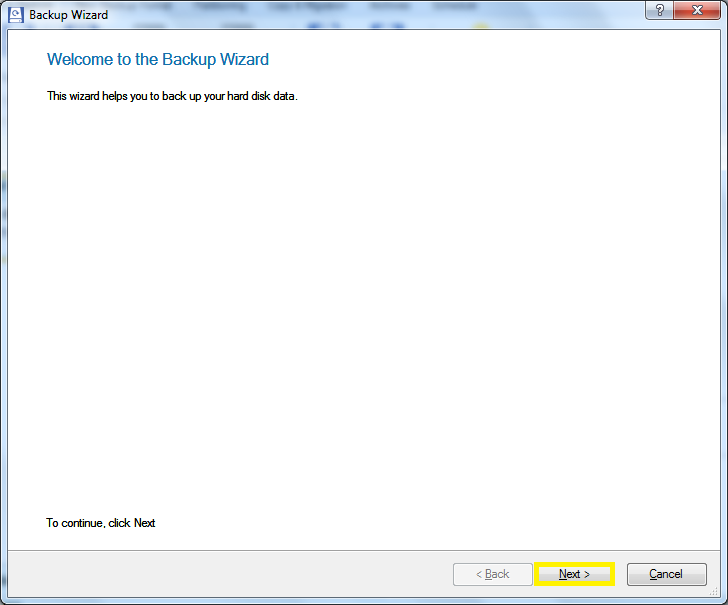 Backup Wizard
?
Welcome to the Backup Wizard
This wizard helps you to back up your hard disk data.
To continue, click Next
< Back
Next >
Cancel